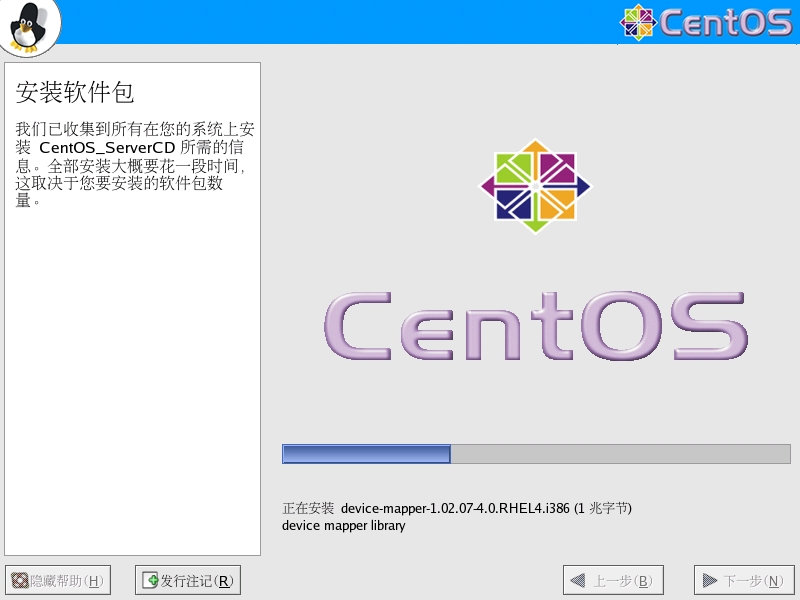 CentOS
安装软件包
我们已收集到所有在您的系统上安
装 CentOS_ServerCD 所需的信
息。全部安装大概要花一段时间，
这取决于您要安装的软件包数
量。
CentOS
正在安装 device-mapper-1.02.07-4.0.RHEL4.i386 (1 兆字节)
device mapper library
隐藏帮助(H) 发行注记(R) 上一步(B) 下一步(N)